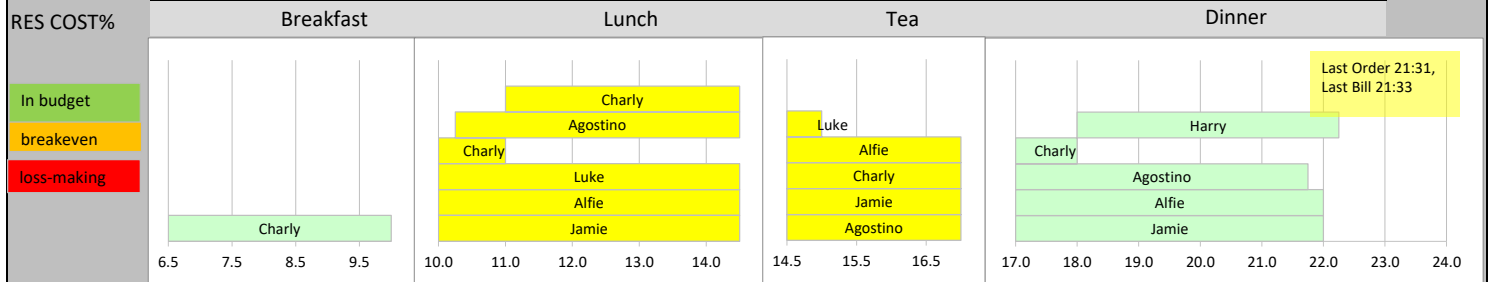 RES COST%
Breakfast
Lunch
Tea
Dinner
In budget
breakeven
loss-making
Charly
6.5 7.5 8.5 9.5
Charly
Agostino
Charly
Luke
Alfie
Jamie
10.0 11.0 12.0 13.0 14.0
Luke
Alfie
Charly
Jamie
Agostino
14.5 15.5 16.5
Last Order 21:31,
Last Bill 21:33
Harry
Charly
Agostino
Alfie
Jamie
17.0 18.0 19.0 20.0 21.0 22.0 23.0 24.0